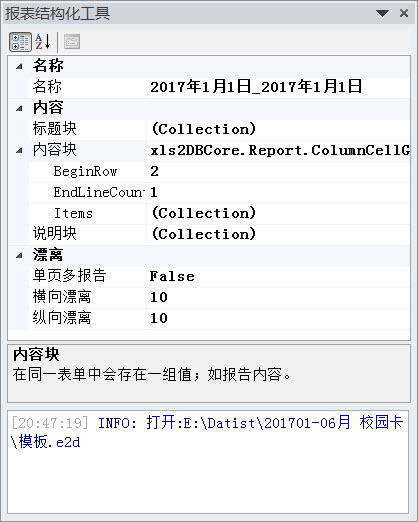 报表结构化工具
名称
名称 2017年1月1日_2017年1月1日
内容
标题块 (Collection)
内容块 xls2DBCore.Report.ColumnCellG
BeginRow 2
EndLineCount 1
Items (Collection)
说明块 (Collection)
漂离
单页多报告 False
横向漂离 10
纵向漂离 10
内容块
在同一表单中会存在一组值；如报告内容。
[20:47:19] INFO: 打开:E:\Datist\201701-06月 校园卡
\模板.e2d